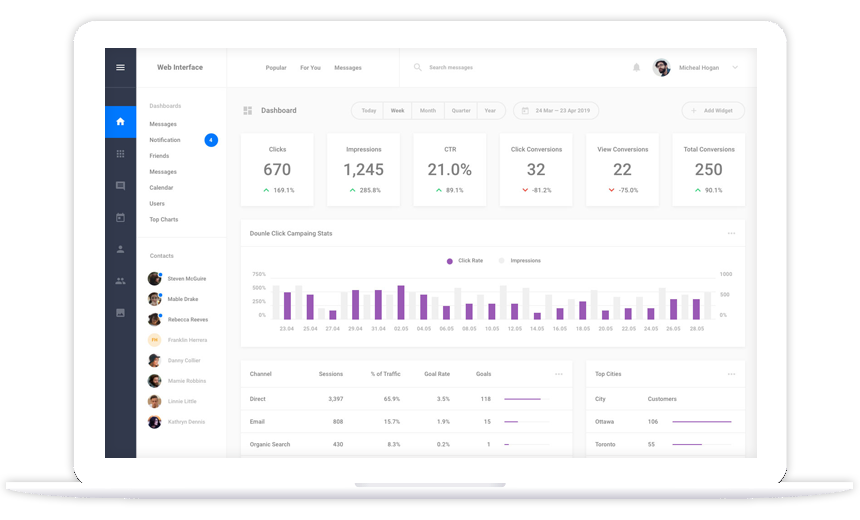 Web Interface
Popular For You Messages
Search messages
Micheal Hogan
Dashboards
Messages
Notification 4
Friends
Messages
Calendar
Users
Top Charts
Contacts
Steven McGuire
Mable Drake
Rebecca Reeves
FH Franklin Herrera
Danny Collier
Marnie Robbins
Linnie Little
Kathryn Dennis
Dashboard
Today Week Month Quarter Year
24 Mar — 23 Apr 2019
+ Add Widget
Clicks
670
169.1%
Impressions
1,245
285.8%
CTR
21.0%
89.1%
Click Conversions
32
-81.2%
View Conversions
22
-75.0%
Total Conversions
250
90.1%
Dounle Click Campaing Stats
Click Rate Impressions
750% 1000
500% 500
250%
0% 0%
23.04 25.04 27.04 29.04 31.04 02.05 04.05 06.05 08.05 10.05 12.05 14.05 16.05 18.05 20.05 22.05 24.05 26.05 28.05
Channel Sessions % of Traffic Goal Rate Goals
Direct 3,397 65.9% 3.5% 118
Email 808 15.7% 1.9% 15
Organic Search 430 8.3% 0.2% 1
Top Cities
City Customers
Ottawa 106
Toronto 55